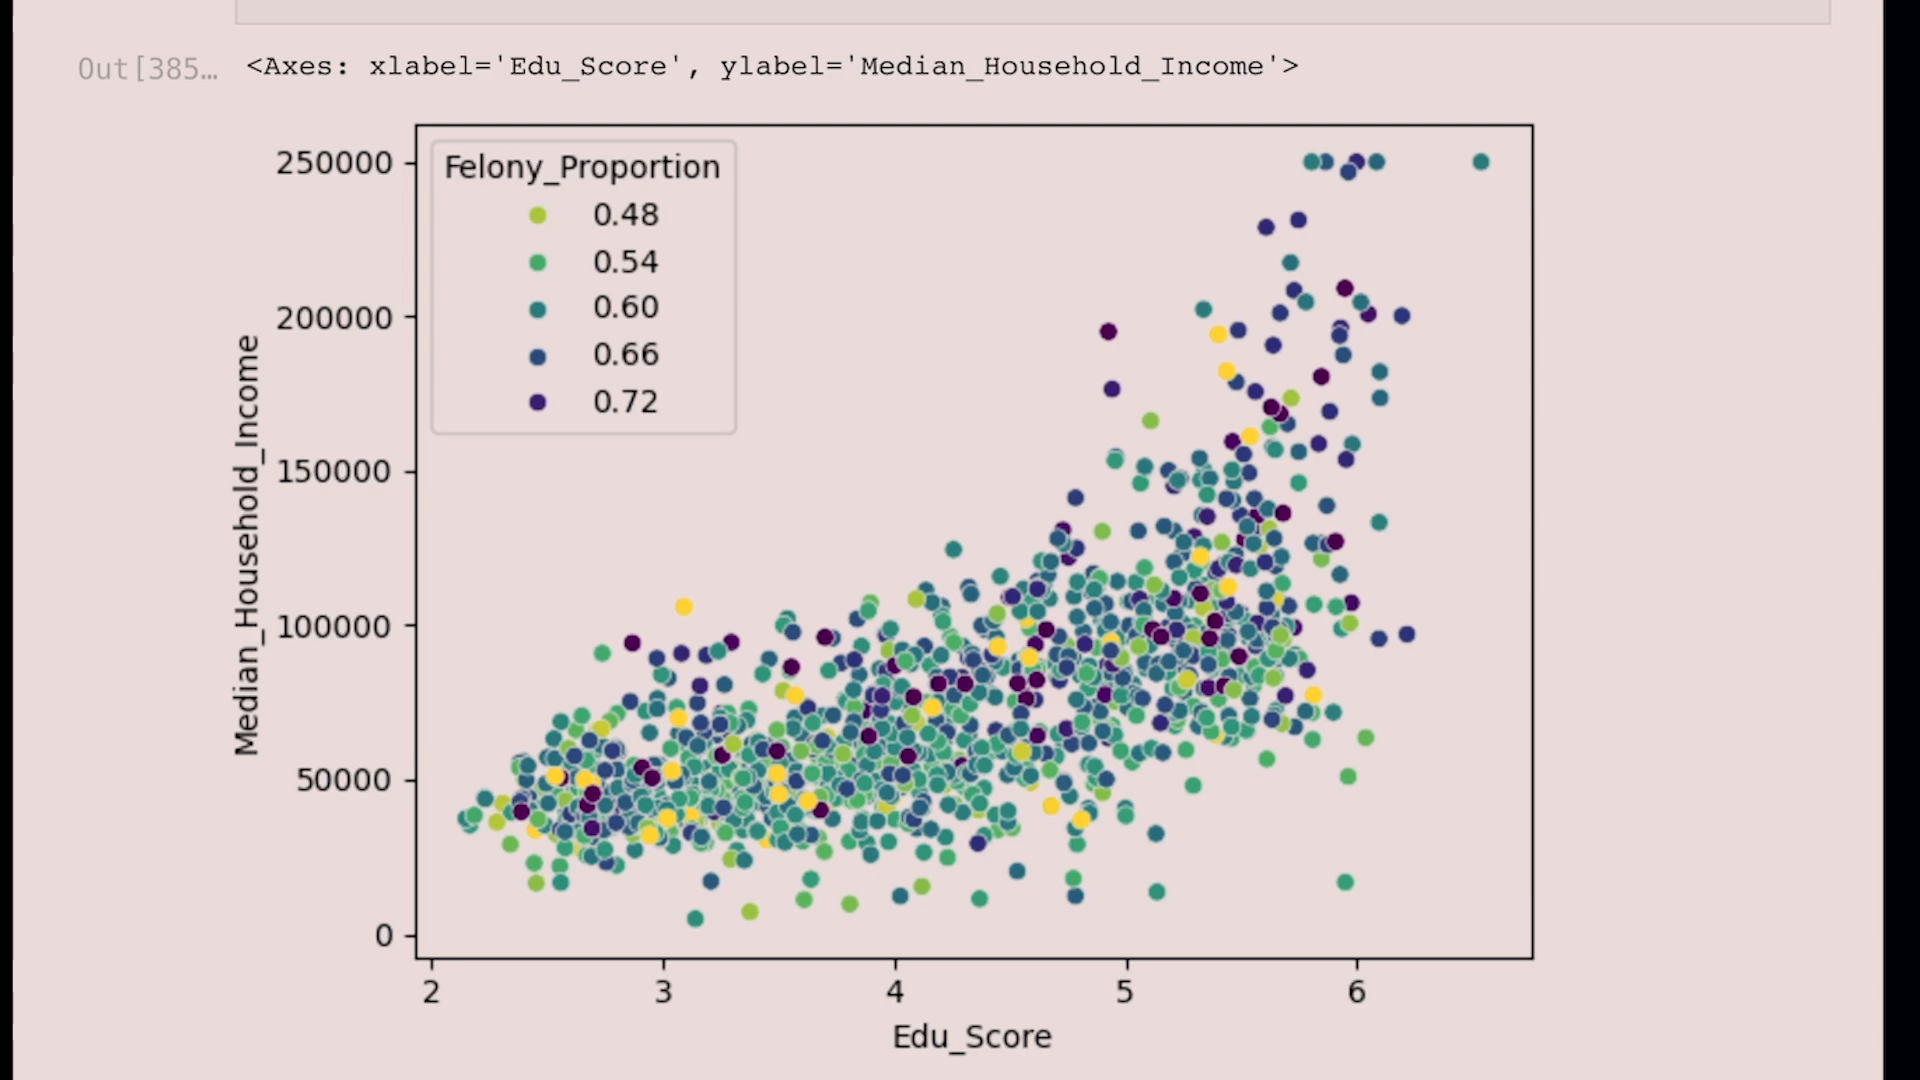 Out[385…
<Axes: xlabel='Edu_Score', ylabel='Median_Household_Income'>
Felony_Proportion
0.48
0.54
0.60
0.66
0.72
250000
200000
150000
100000
50000
0
Median_Household_Income
2 3 4 5 6
Edu_Score